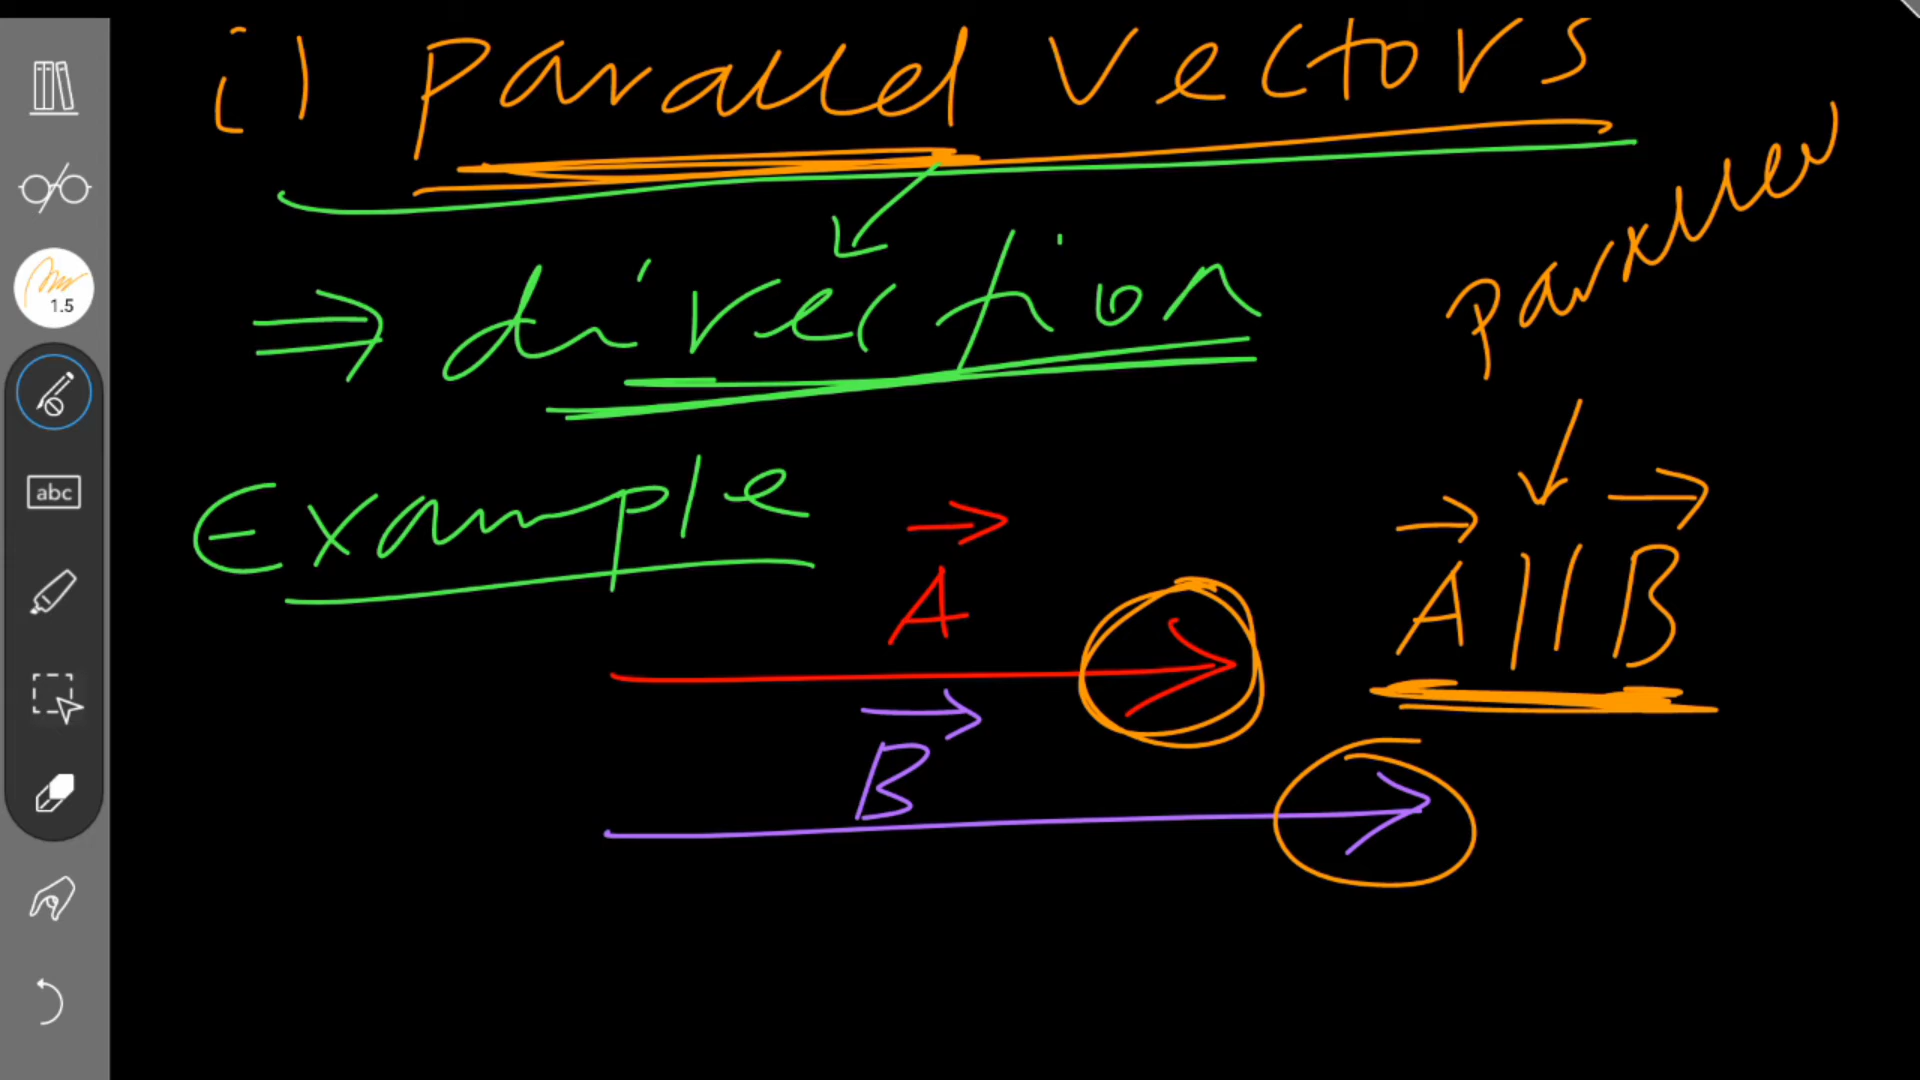 i) Parallel Vectors
⇒ direction
Parallel
Example
A⃗
A⃗ || B⃗
B⃗
abc
1.5